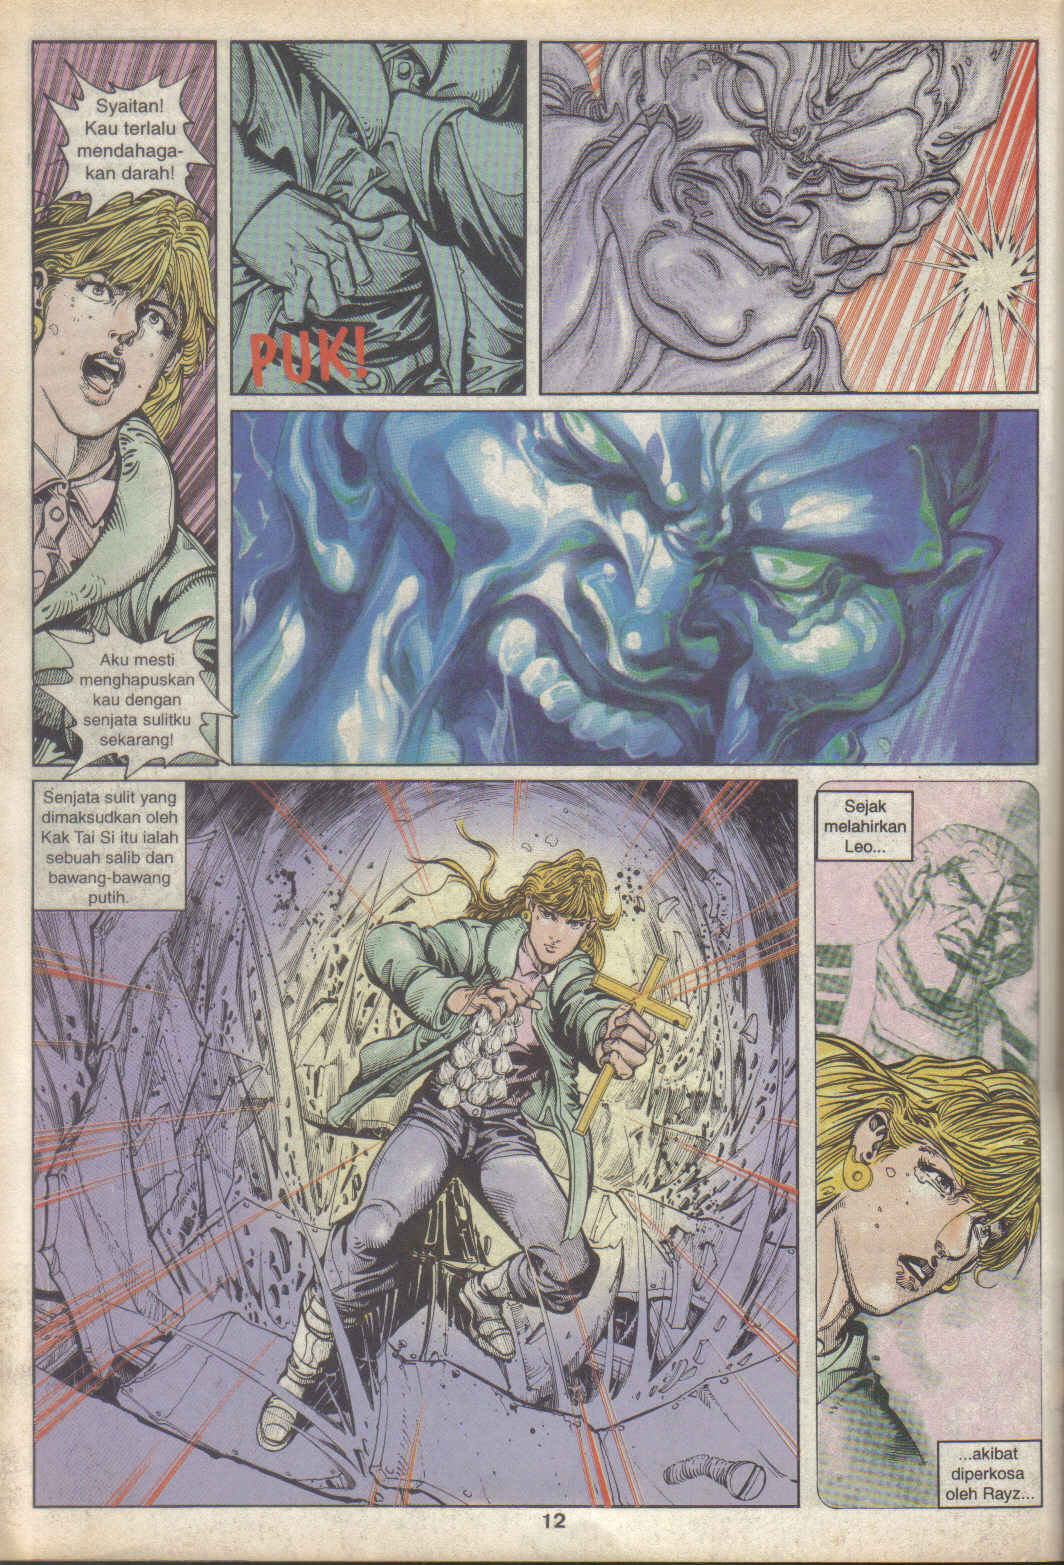 Syaitan!
Kau terlalu
mendahaga-
kan darah!
PUK!
Aku mesti
menghapuskan
kau dengan
senjata sulitku
sekarang!
Senjata sulit yang
dimaksudkan oleh
Kak Tai Si itu ialah
sebuah salib dan
bawang-bawang
putih.
Sejak
melahirkan
Leo...
...akibat
diperkosa
oleh Rayz...
12